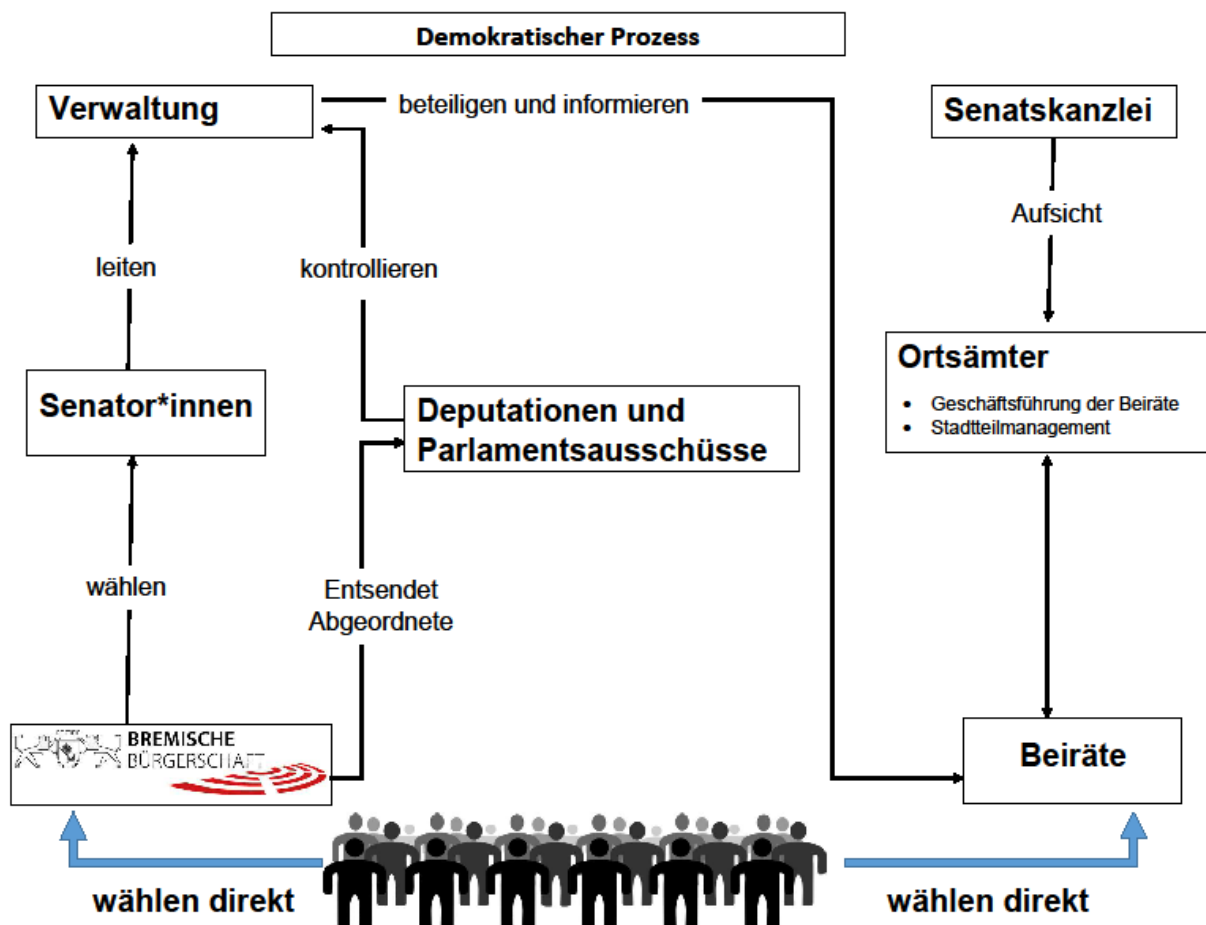 Demokratischer Prozess
Verwaltung
beteiligen und informieren
Senatskanzlei
Aufsicht
leiten
kontrollieren
Ortsämter
• Geschäftsführung der Beiräte
• Stadtteilmanagement
Senator*innen
Deputationen und
Parlamentsausschüsse
wählen
Entsendet
Abgeordnete
BREMISCHE
BÜRGERSCHAFT
Beiräte
wählen direkt
wählen direkt